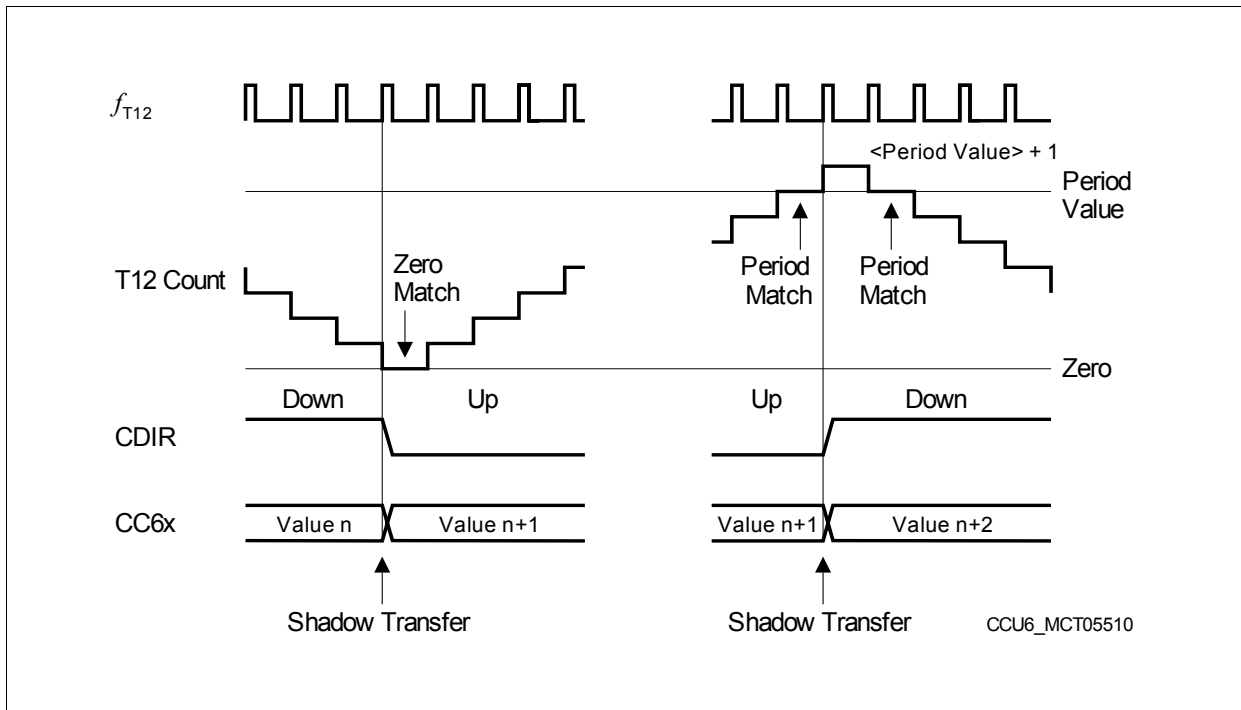 fT12
<Period Value> + 1
Period
Value
Period
Match
Period
Match
T12 Count
Zero
Match
Zero
Down
Up
Up
Down
CDIR
CC6x
Value n
Value n+1
Value n+1
Value n+2
Shadow Transfer
Shadow Transfer
CCU6_MCT05510